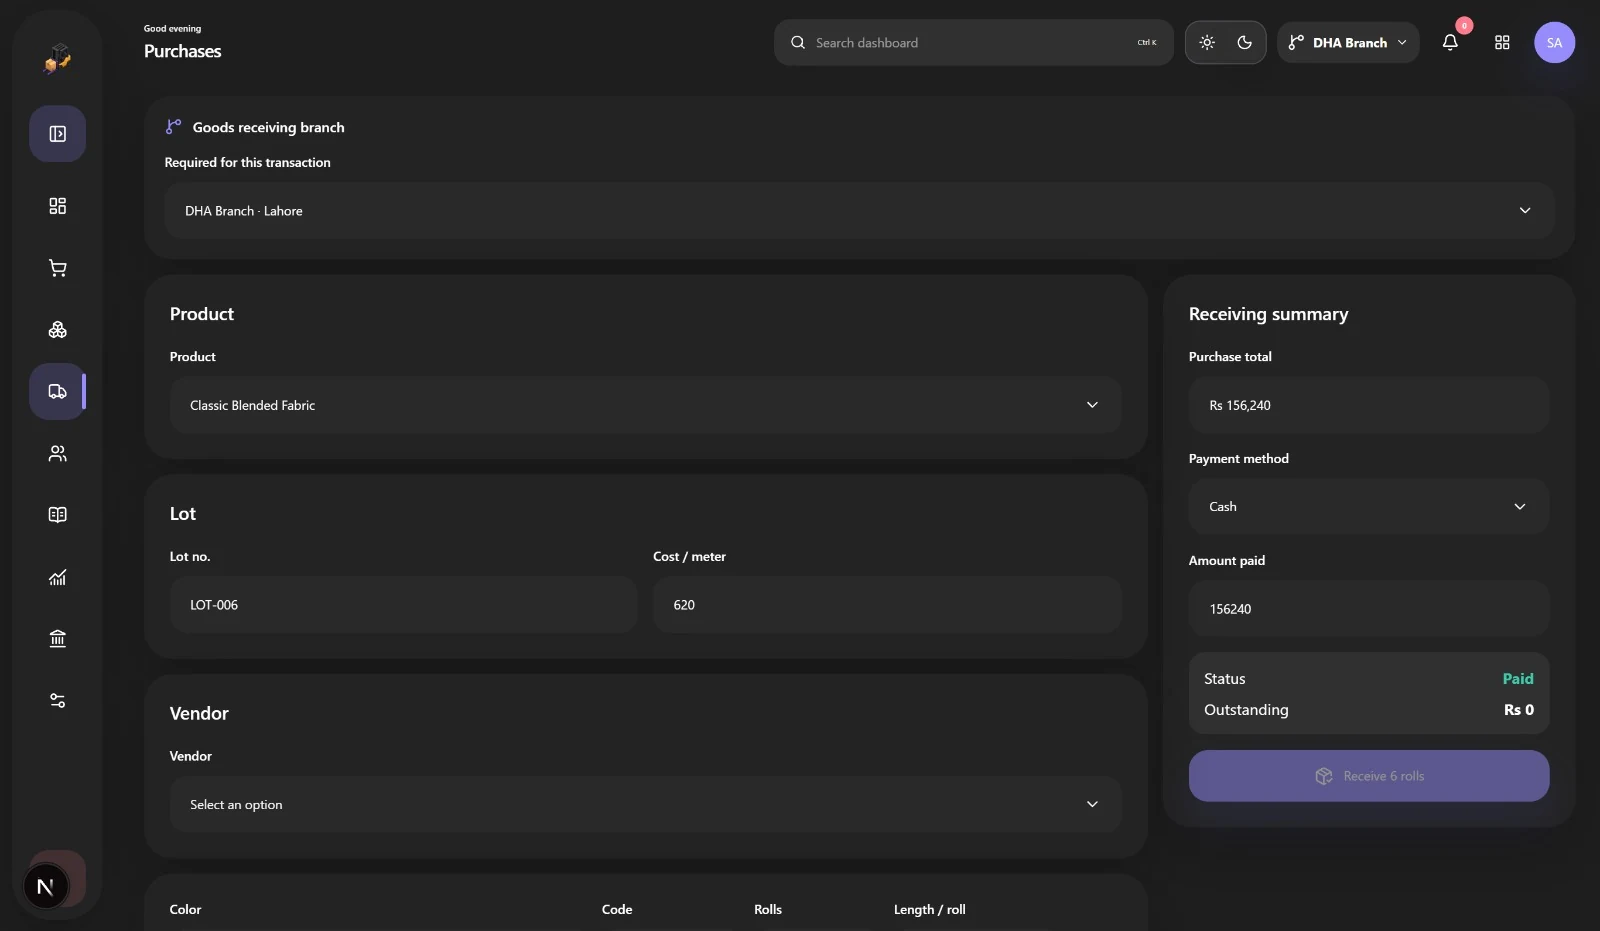 Good evening
Purchases
Search dashboard
Ctrl K
DHA Branch
0
SA
Goods receiving branch
Required for this transaction
DHA Branch · Lahore
Product
Product
Classic Blended Fabric
Lot
Lot no.
Cost / meter
LOT-006
620
Vendor
Vendor
Select an option
Color
Code
Rolls
Length / roll
Receiving summary
Purchase total
Rs 156,240
Payment method
Cash
Amount paid
156240
Status
Paid
Outstanding
Rs 0
Receive 6 rolls
N